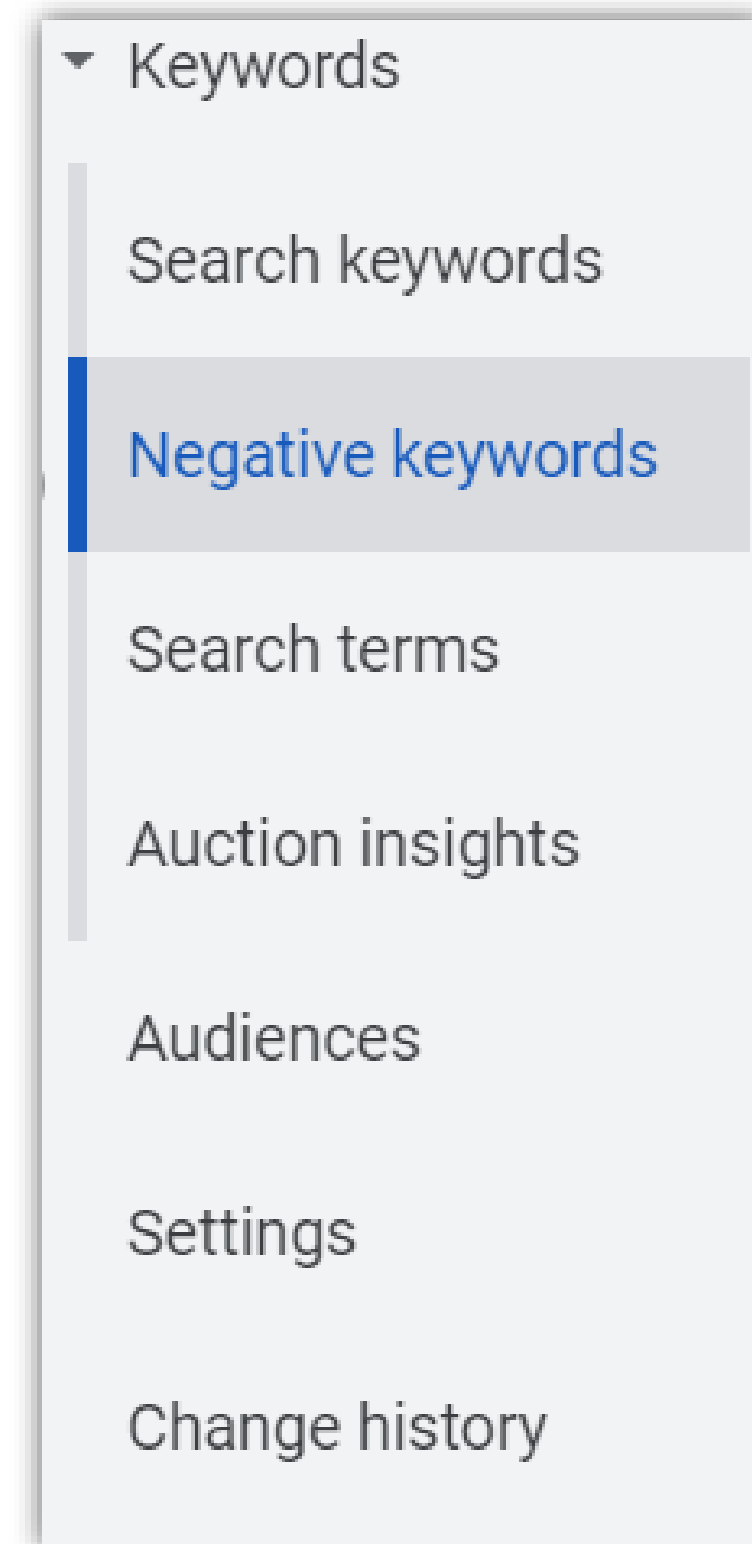 Keywords
Search keywords
Negative keywords
Search terms
Auction insights
Audiences
Settings
Change history